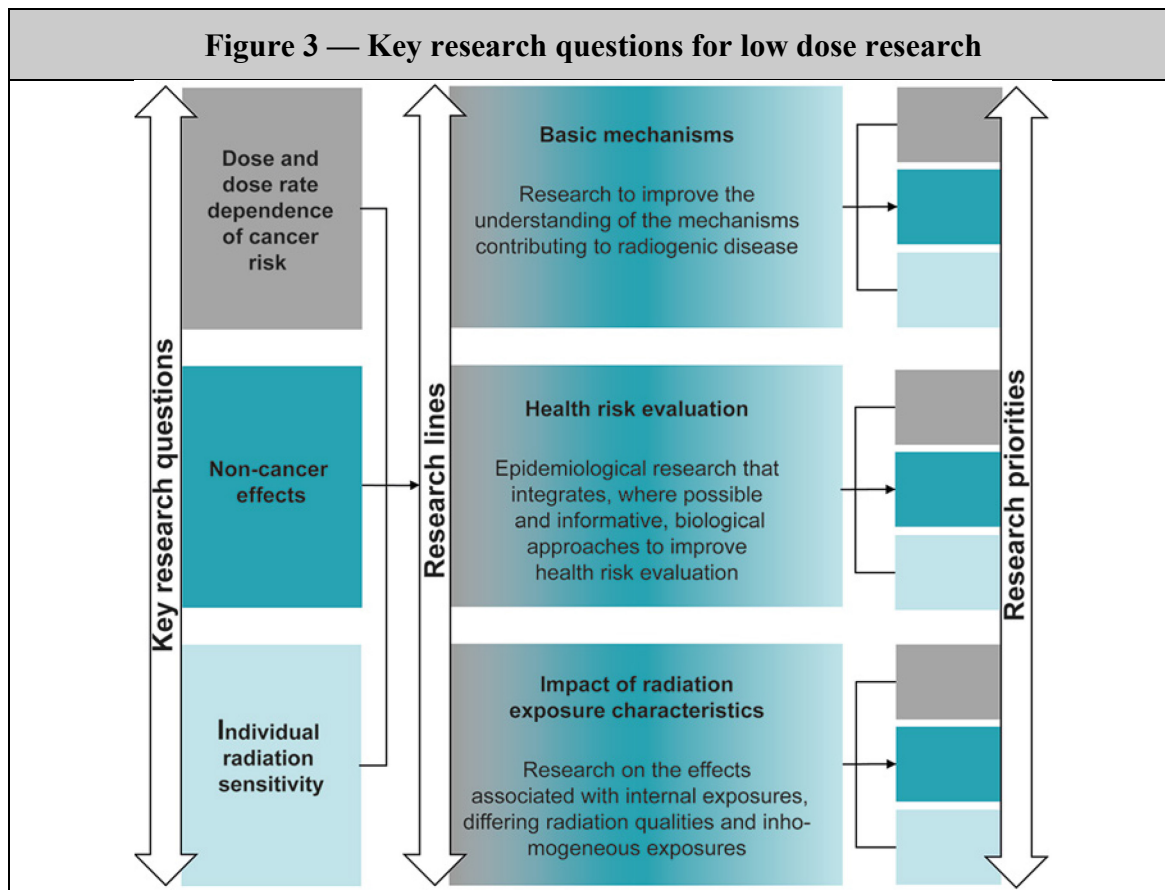 Figure 3 — Key research questions for low dose research
Key research questions
Dose and
dose rate
dependence
of cancer
risk
Non-cancer
effects
Individual
radiation
sensitivity
Research lines
Basic mechanisms
Research to improve the
understanding of the mechanisms
contributing to radiogenic disease
Health risk evaluation
Epidemiological research that
integrates, where possible
and informative, biological
approaches to improve
health risk evaluation
Impact of radiation
exposure characteristics
Research on the effects
associated with internal exposures,
differing radiation qualities and inho-
mogeneous exposures
Research priorities